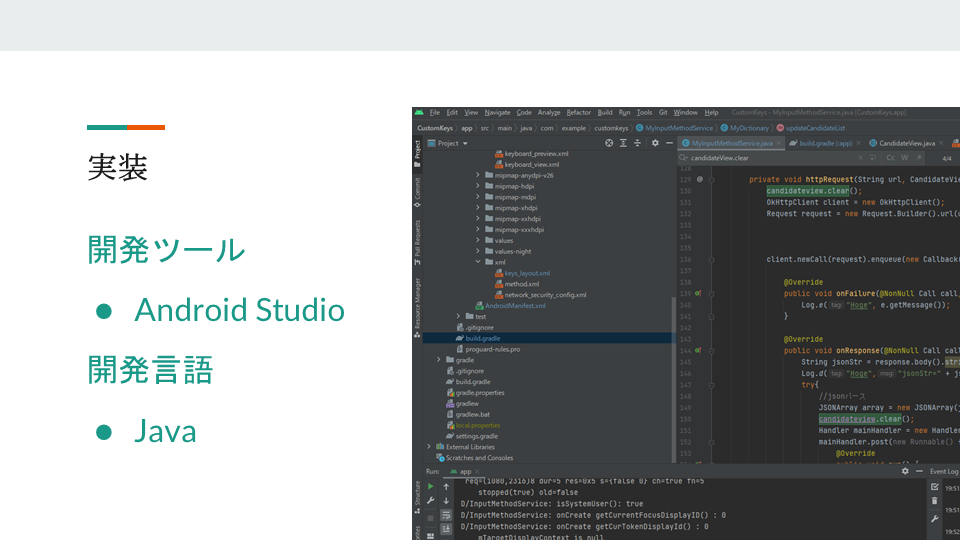 実装
開発ツール
● Android Studio
開発言語
● Java
File Edit View Navigate Code Analyze Refactor Build Run Tools Git Window Help CustomKeys - MyInputMethodService.java [CustomKeys.app]
CustomKeys app src main java com example customkeys MyInputMethodService MyDictionary updateCandidateList
Project
MyInputMethodService.java build.gradle (:app) CandidateView.java
candidateview.clear Cc W 4/4
Project
Commit
Pull Requests
Resource Manager
Structure
keyboard_preview.xml
keyboard_view.xml
mipmap-anydpi-v26
mipmap-hdpi
mipmap-mdpi
mipmap-xhdpi
mipmap-xxhdpi
mipmap-xxxhdpi
values
values-night
xml
keys_layout.xml
method.xml
network_security_config.xml
AndroidManifest.xml
test
.gitignore
build.gradle
proguard-rules.pro
gradle
.gitignore
build.gradle
gradle.properties
gradlew
gradlew.bat
local.properties
settings.gradle
External Libraries
Scratches and Consoles
128
129 private void httpRequest(String url, CandidateVi
130 candidateview.clear();
131 OkHttpClient client = new OkHttpClient();
132 Request request = new Request.Builder().url(u
133
134
135
136 client.newCall(request).enqueue(new Callback
137
138 @Override
139 public void onFailure(@NonNull Call call,
140 Log.e( tag: "Hoge", e.getMessage());
141 }
142
143 @Override
144 public void onResponse(@NonNull Call call
145 String jsonStr = response.body().stri
146 Log.d( tag: "Hoge", msg: "jsonStr=" + j
147 try{
148 //jsonパース
149 JSONArray array = new JSONArray(j
150 candidateview.clear();
151 Handler mainHandler = new Handle
152 mainHandler.post(new Runnable() {
153 @Override
Run: app Event Log
req=(1080,2316)8 dur=5 res=0x5 s={false 0} ch=true fn=5
stopped(true) old=false
D/InputMethodService: isSystemUser(): true
D/InputMethodService: onCreate getCurrentFocusDisplayID() : 0
D/InputMethodService: onCreate getCurTokenDisplayId() : 0
mTargetDisplayContext is null
19:51
19:51
19:52